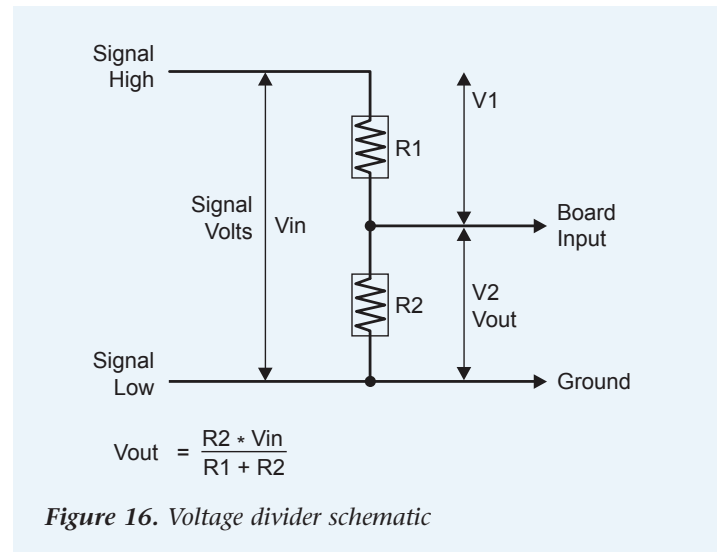 Signal
High
V1
R1
Signal
Volts
Vin
Board
Input
R2
V2
Vout
Signal
Low
Ground
Vout = R2 * Vin
R1 + R2
Figure 16. Voltage divider schematic